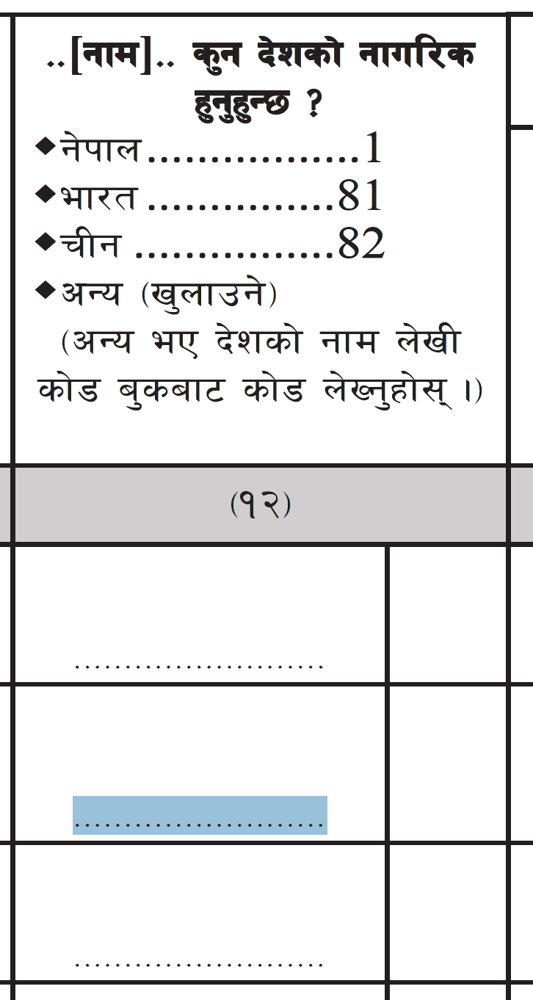 ..[नाम].. कुन देशको नागरिक
हुनुहुन्छ ?
◆नेपाल.................1
◆भारत ...............81
◆चीन ................82
◆अन्य (खुलाउने)
(अन्य भए देशको नाम लेखी
कोड बुकबाट कोड लेख्नुहोस् ।)
(१२)
.........................
.........................
.........................